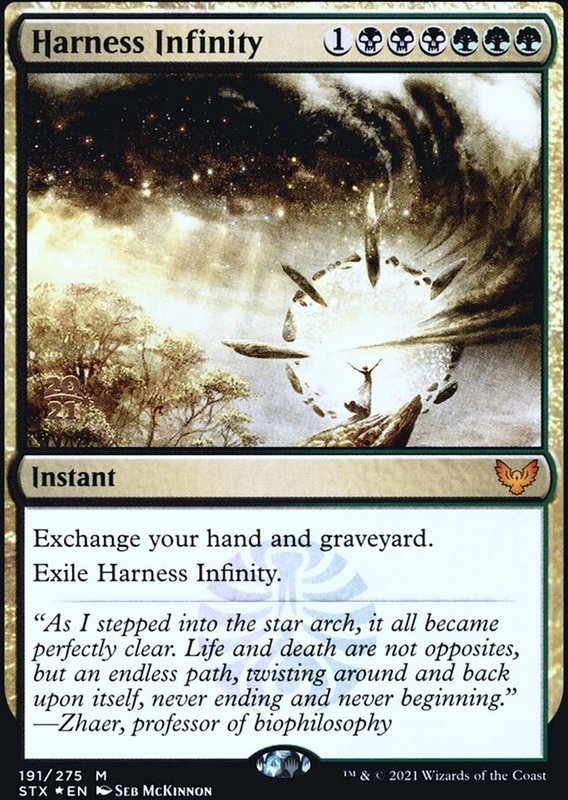 Harness Infinity 1
20
21
Instant
Exchange your hand and graveyard.
Exile Harness Infinity.
“As I stepped into the star arch, it all became
perfectly clear. Life and death are not opposites,
but an endless path, twisting around and back
upon itself, never ending and never beginning.”
—Zhaer, professor of biophilosophy
191/275 M
STX ★ EN Seb McKinnon
™ & © 2021 Wizards of the Coast